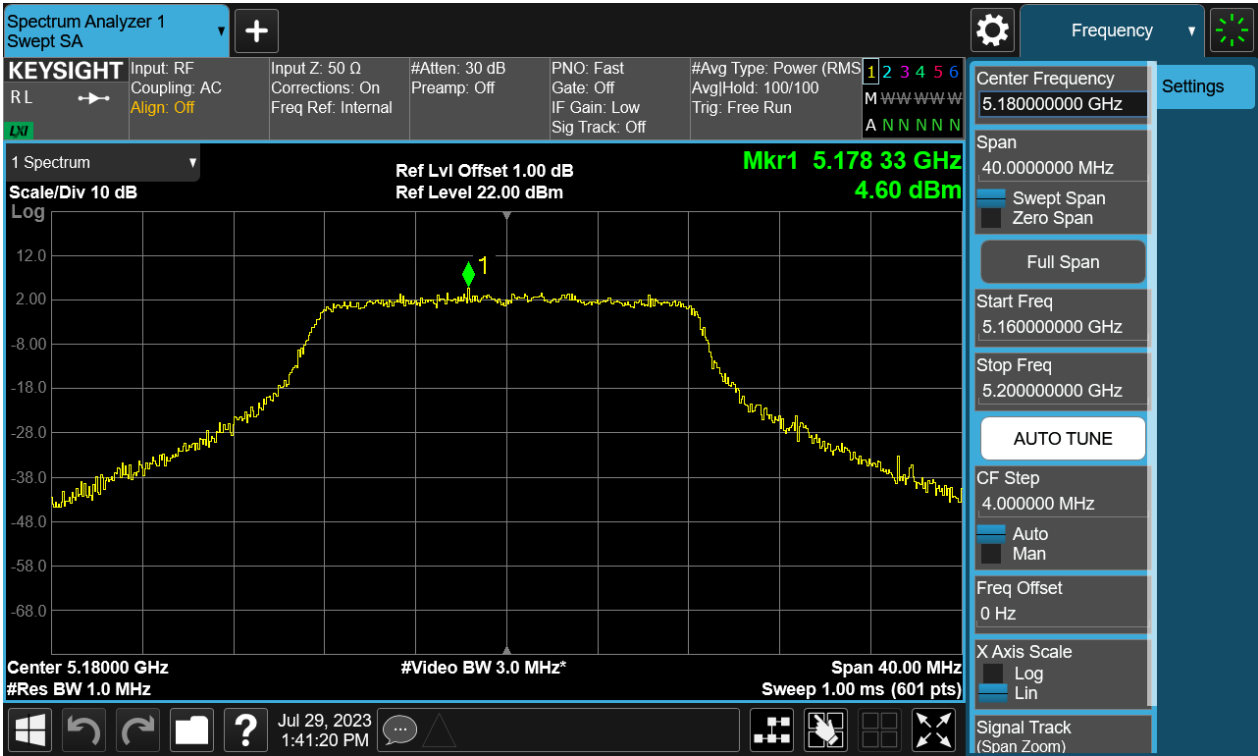 Spectrum Analyzer 1
Swept SA
Frequency
KEYSIGHT
R L
LXI
Input: RF
Coupling: AC
Align: Off
Input Z: 50 Ω
Corrections: On
Freq Ref: Internal
#Atten: 30 dB
Preamp: Off
PNO: Fast
Gate: Off
IF Gain: Low
Sig Track: Off
#Avg Type: Power (RMS
Avg|Hold: 100/100
Trig: Free Run
1 2 3 4 5 6
M W W W W W
A N N N N N
1 Spectrum
Scale/Div 10 dB
Log
Ref Lvl Offset 1.00 dB
Ref Level 22.00 dBm
Mkr1 5.178 33 GHz
4.60 dBm
1
12.0
2.00
-8.00
-18.0
-28.0
-38.0
-48.0
-58.0
-68.0
Center 5.18000 GHz
#Res BW 1.0 MHz
#Video BW 3.0 MHz*
Span 40.00 MHz
Sweep 1.00 ms (601 pts)
Center Frequency
5.180000000 GHz
Span
40.0000000 MHz
Swept Span
Zero Span
Full Span
Start Freq
5.160000000 GHz
Stop Freq
5.200000000 GHz
AUTO TUNE
CF Step
4.000000 MHz
Auto
Man
Freq Offset
0 Hz
X Axis Scale
Log
Lin
Signal Track
(Span Zoom)
Settings
?
Jul 29, 2023
1:41:20 PM